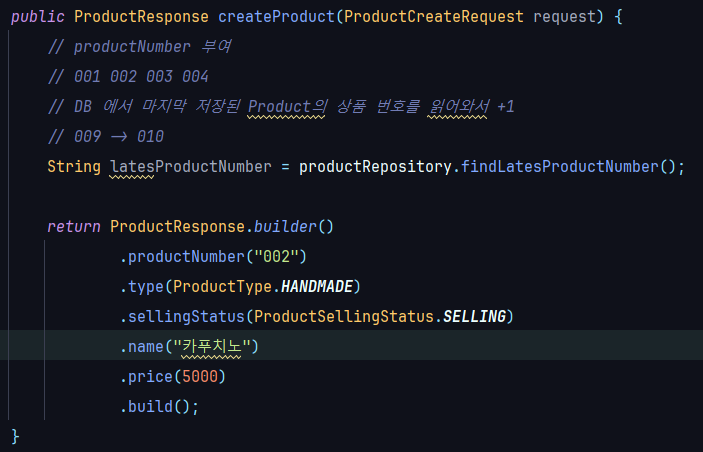 public ProductResponse createProduct(ProductCreateRequest request) {
// productNumber 부여
// 001 002 003 004
// DB 에서 마지막 저장된 Product의 상품 번호를 읽어와서 +1
// 009 -> 010
String latesProductNumber = productRepository.findLatesProductNumber();
return ProductResponse.builder()
.productNumber("002")
.type(ProductType.HANDMADE)
.sellingStatus(ProductSellingStatus.SELLING)
.name("카푸치노")
.price(5000)
.build();
}